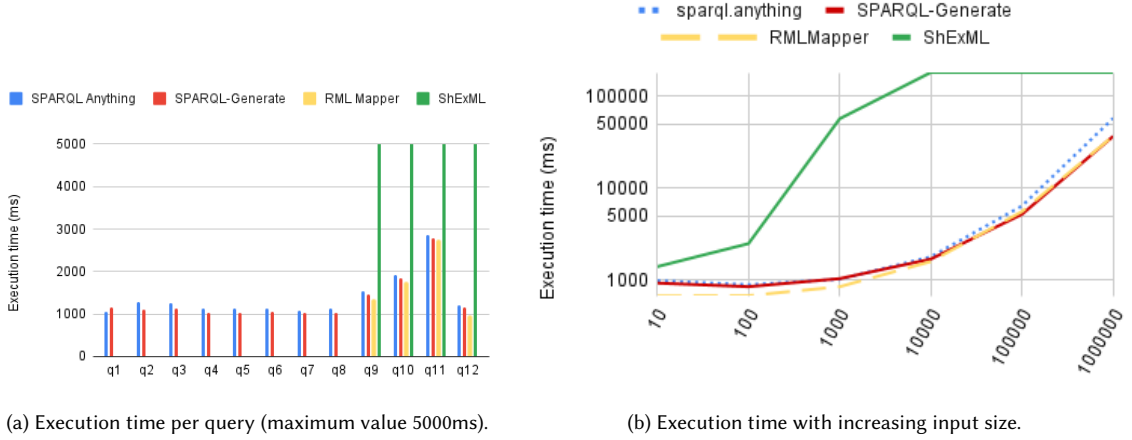 SPARQL Anything SPARQL-Generate RML Mapper ShExML
Execution time (ms)
5000
4000
3000
2000
1000
0
q1 q2 q3 q4 q5 q6 q7 q8 q9 q10 q11 q12
(a) Execution time per query (maximum value 5000ms).
sparql.anything SPARQL-Generate
RMLMapper ShExML
Execution time (ms)
100000
50000
10000
5000
1000
10 100 1000 10000 100000 1000000
(b) Execution time with increasing input size.